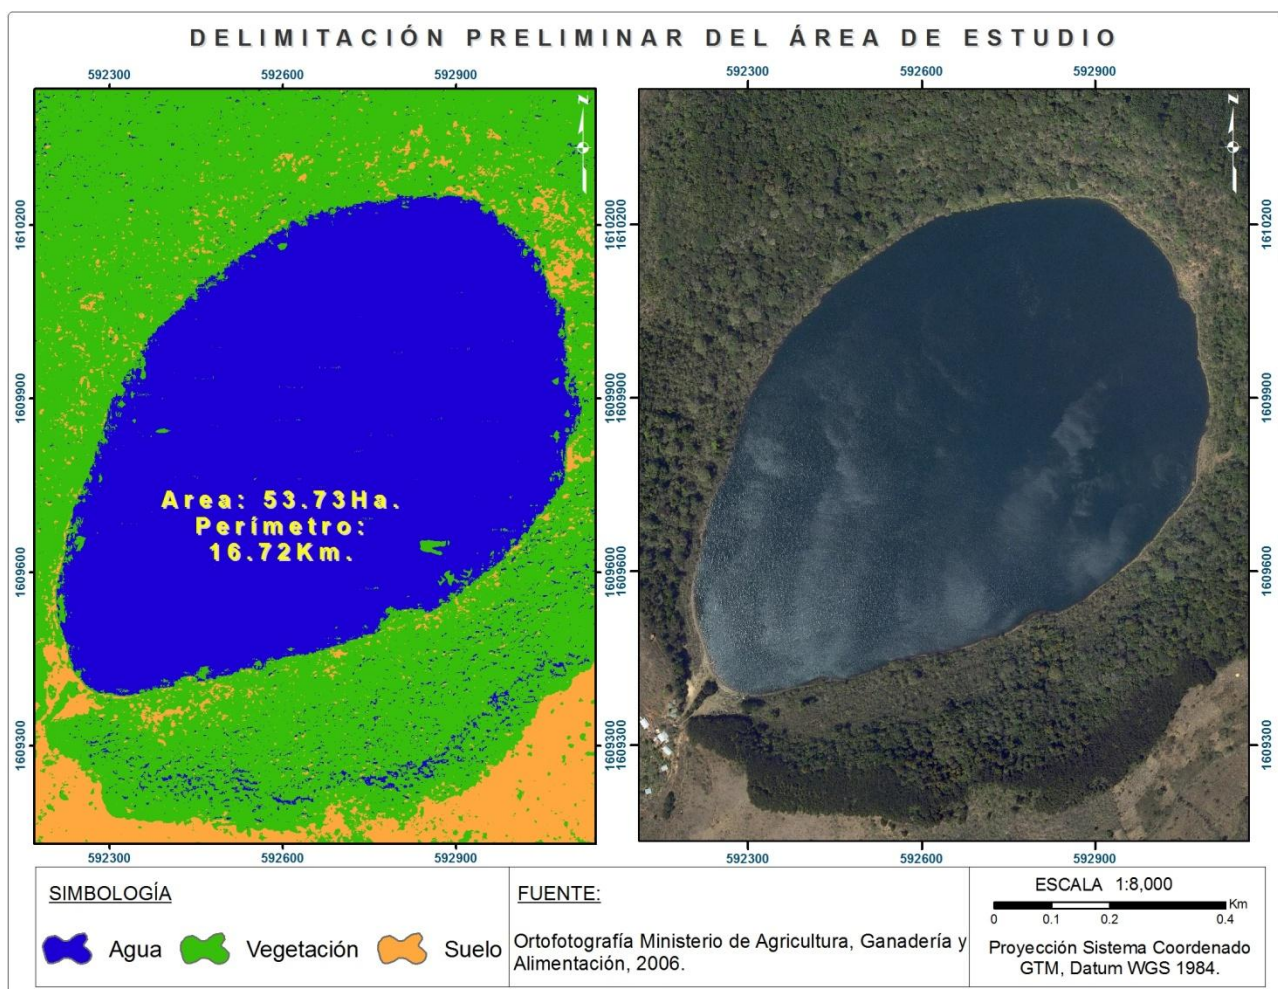 DELIMITACIÓN PRELIMINAR DEL ÁREA DE ESTUDIO
592300 592600 592900
592300 592600 592900
N
N
1610200
1610200
1610200
1610200
1609900
1609900
1609900
1609900
Area: 53.73Ha.
Perímetro:
16.72Km.
1609600
1609600
1609600
1609600
1609300
1609300
1609300
1609300
592300 592600 592900
592300 592600 592900
SIMBOLOGÍA
Agua
Vegetación
Suelo
FUENTE:
Ortofotografía Ministerio de Agricultura, Ganadería y
Alimentación, 2006.
ESCALA 1:8,000
Km
0 0.1 0.2 0.4
Proyección Sistema Coordenado
GTM, Datum WGS 1984.